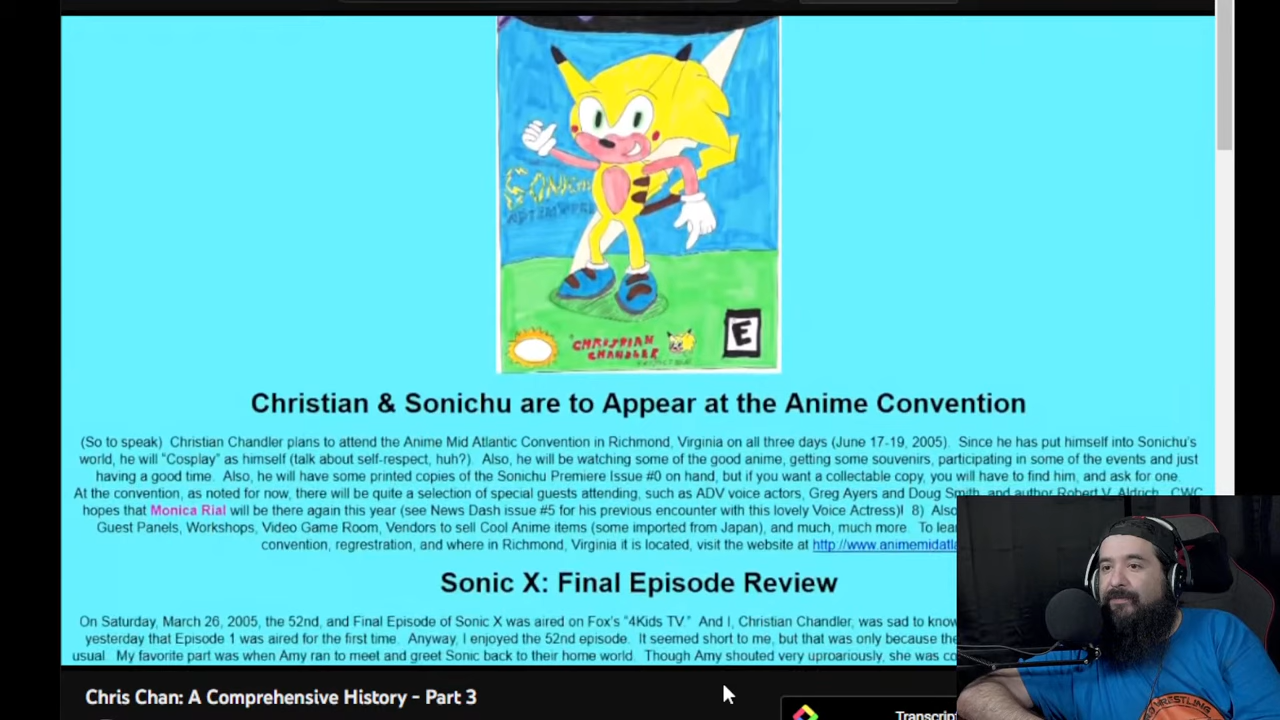 CHRISTIAN
CHANDLER
E
Christian & Sonichu are to Appear at the Anime Convention
(So to speak) Christian Chandler plans to attend the Anime Mid Atlantic Convention in Richmond, Virginia on all three days (June 17-19, 2005). Since he has put himself into Sonichu's
world, he will "Cosplay" as himself (talk about self-respect, huh?). Also, he will be watching some of the good anime, getting some souvenirs, participating in some of the events and just
having a good time. Also, he will have some printed copies of the Sonichu Premiere Issue #0 on hand, but if you want a collectable copy, you will have to find him, and ask for one.
At the convention, as noted for now, there will be quite a selection of special guests attending, such as ADV voice actors, Greg Ayers and Doug Smith, and author Robert V. Aldrich. CWC
hopes that Monica Rial will be there again this year (see News Dash issue #5 for his previous encounter with this lovely Voice Actress)! 8) Also
Guest Panels, Workshops, Video Game Room, Vendors to sell Cool Anime items (some imported from Japan), and much, much more. To
convention, regrestration, and where in Richmond, Virginia it is located, visit the website at http://www.animemidatl
Sonic X: Final Episode Review
On Saturday, March 26, 2005, the 52nd, and Final Episode of Sonic X was aired on Fox's "4Kids TV." And I, Christian Chandler, was sad to know
yesterday that Episode 1 was aired for the first time. Anyway, I enjoyed the 52nd episode. It seemed short to me, but that was only because the
usual. My favorite part was when Amy ran to meet and greet Sonic back to their home world. Though Amy shouted very uproariously, she was
Chris Chan: A Comprehensive History - Part 3
Transcript
WRESTLING